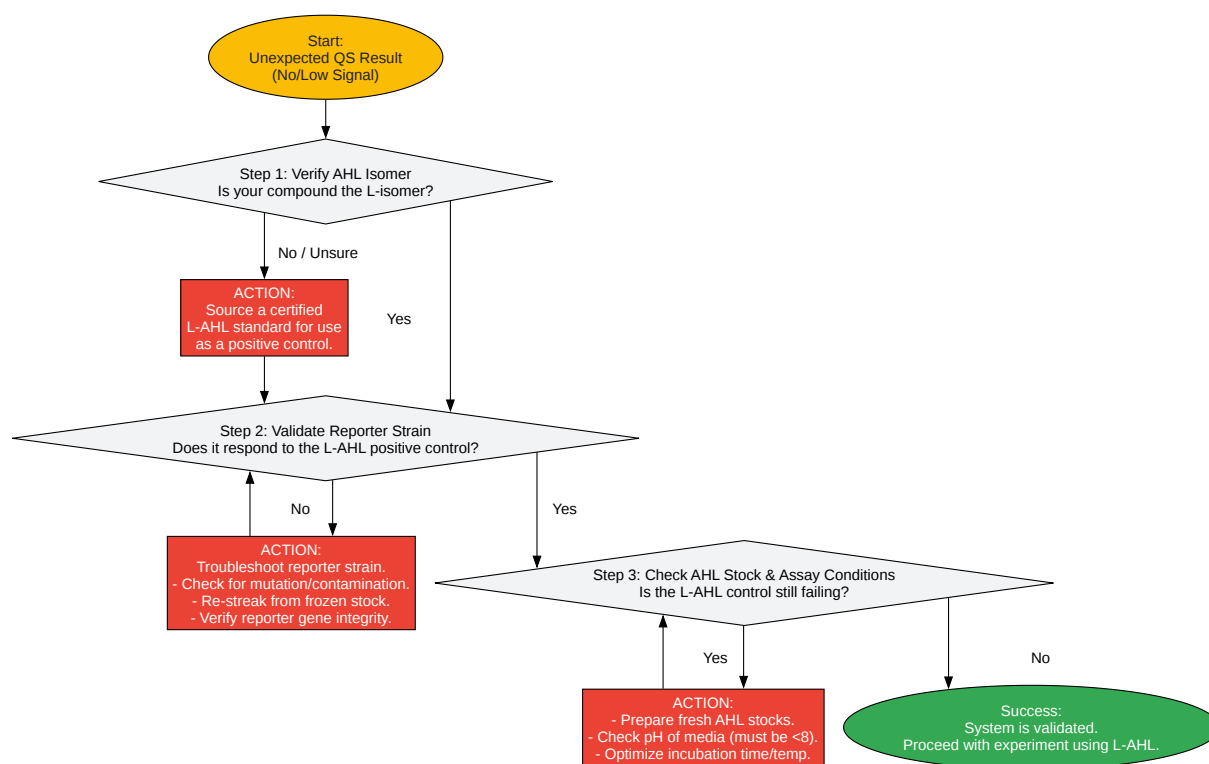 Start:
Unexpected QS Result
(No/Low Signal)
Step 1: Verify AHL Isomer
Is your compound the L-isomer?
No / Unsure
ACTION:
Source a certified
L-AHL standard for use
as a positive control.
Yes
Step 2: Validate Reporter Strain
Does it respond to the L-AHL positive control?
No
Yes
ACTION:
Troubleshoot reporter strain.
- Check for mutation/contamination.
- Re-streak from frozen stock.
- Verify reporter gene integrity.
Step 3: Check AHL Stock & Assay Conditions
Is the L-AHL control still failing?
Yes
No
ACTION:
- Prepare fresh AHL stocks.
- Check pH of media (must be <8).
- Optimize incubation time/temp.
Success:
System is validated.
Proceed with experiment using L-AHL.